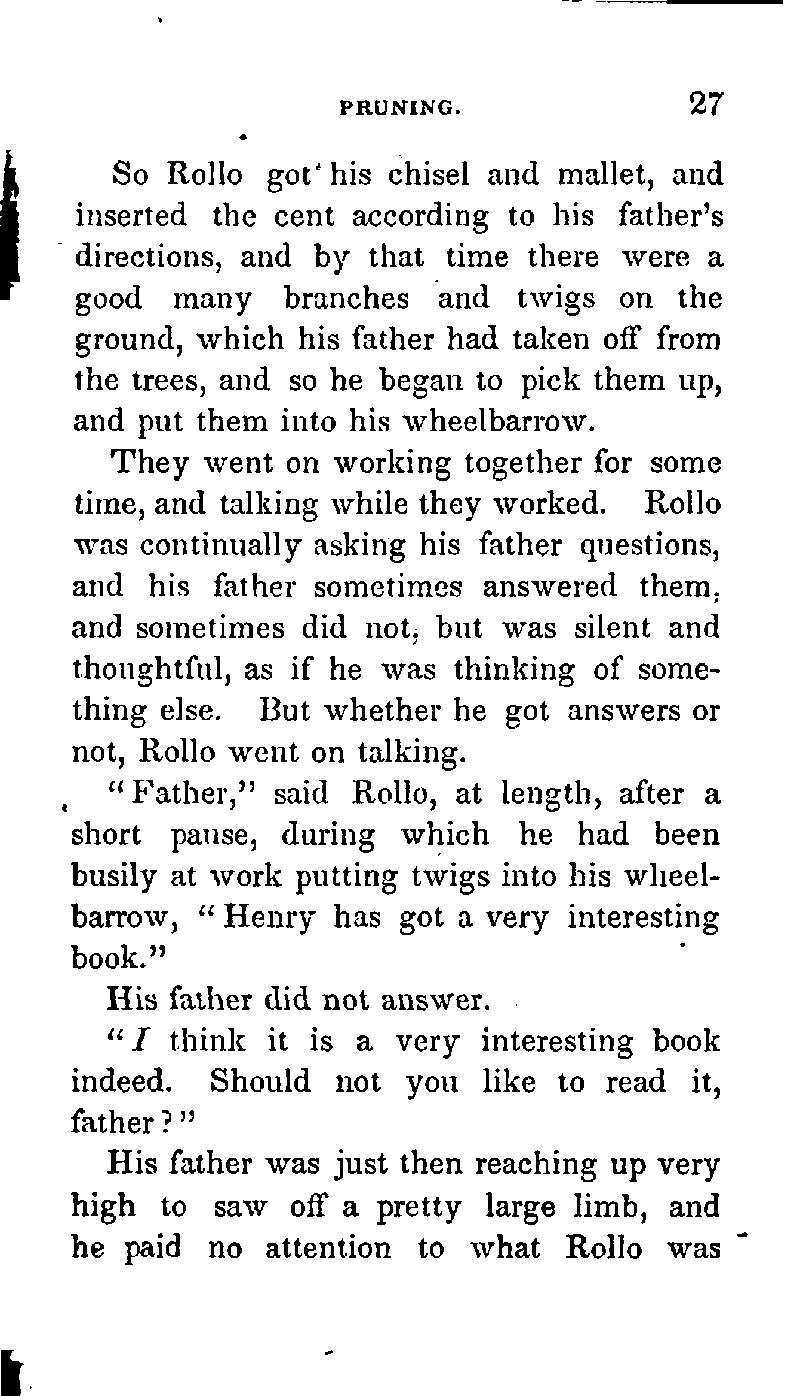 PRUNING. 27
So Rollo got his chisel and mallet, and
inserted the cent according to his father's
directions, and by that time there were a
good many branches and twigs on the
ground, which his father had taken off from
the trees, and so he began to pick them up,
and put them into his wheelbarrow.
They went on working together for some
time, and talking while they worked. Rollo
was continually asking his father questions,
and his father sometimes answered them,
and sometimes did not; but was silent and
thoughtful, as if he was thinking of some-
thing else. But whether he got answers or
not, Rollo went on talking.
"Father," said Rollo, at length, after a
short pause, during which he had been
busily at work putting twigs into his wheel-
barrow, "Henry has got a very interesting
book."
His father did not answer.
"I think it is a very interesting book
indeed. Should not you like to read it,
father?"
His father was just then reaching up very
high to saw off a pretty large limb, and
he paid no attention to what Rollo was